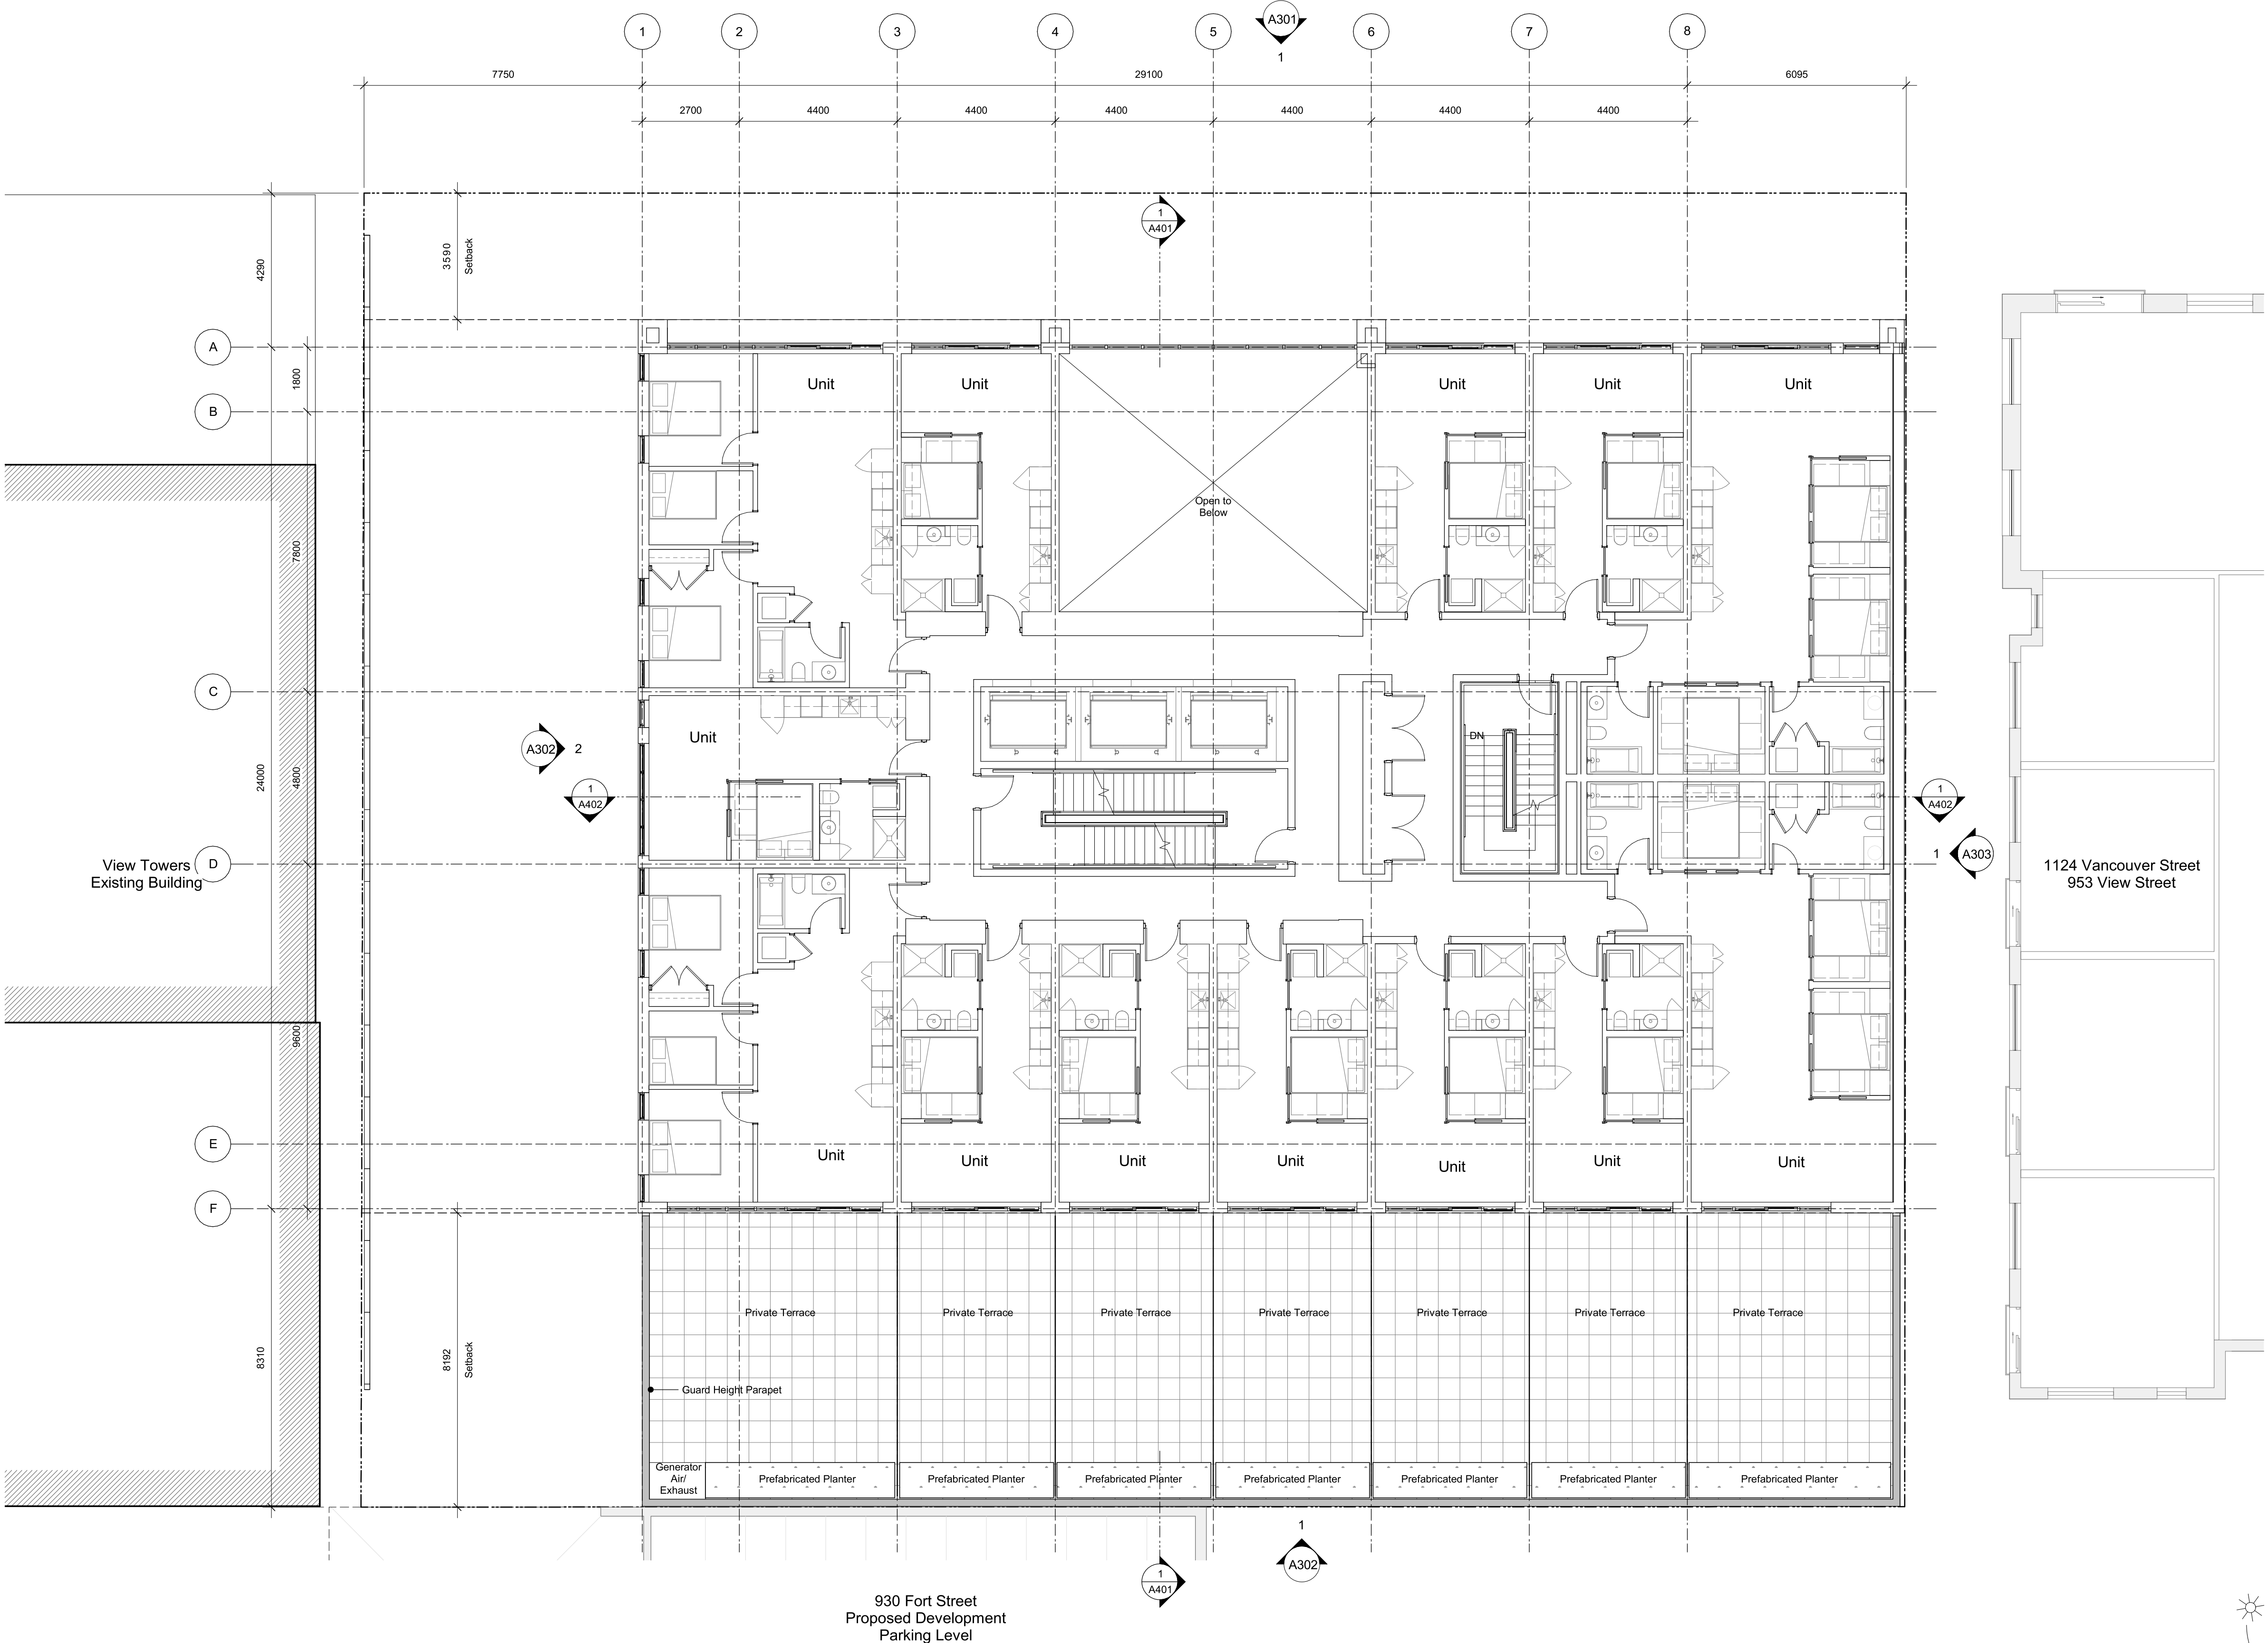 A301
1
1
2
3
4
5
6
7
8
7750
29100
6095
2700
4400
4400
4400
4400
4400
4400
4290
3590
Setback
1
A401
A
1800
B
Unit
Unit
Unit
Unit
Unit
Open to
Below
7800
C
Unit
DN
A302
2
24000
4800
1
A402
1
A402
View Towers
Existing Building
D
1
A303
1124 Vancouver Street
953 View Street
9600
E
Unit
Unit
Unit
Unit
Unit
Unit
Unit
F
8310
8192
Setback
Private Terrace
Private Terrace
Private Terrace
Private Terrace
Private Terrace
Private Terrace
Private Terrace
Guard Height Parapet
Generator
Air/
Exhaust
Prefabricated Planter
Prefabricated Planter
Prefabricated Planter
Prefabricated Planter
Prefabricated Planter
Prefabricated Planter
Prefabricated Planter
1
A302
1
A401
930 Fort Street
Proposed Development
Parking Level